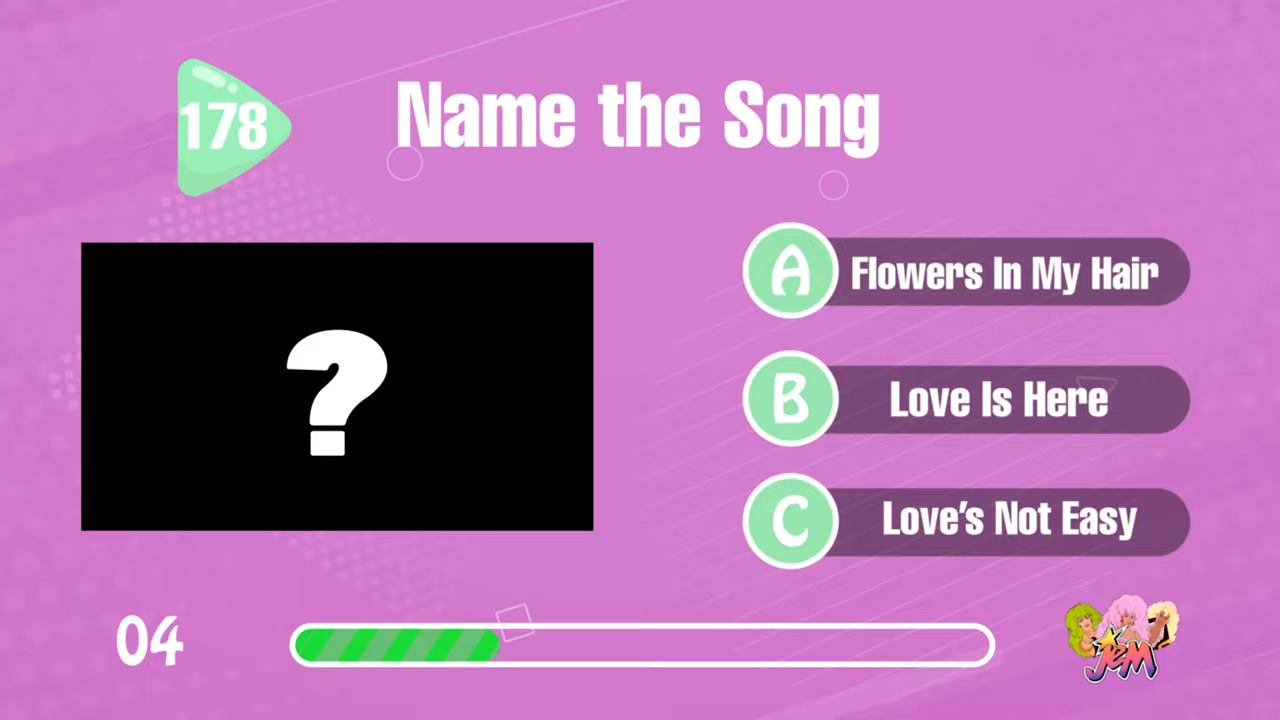 178
Name the Song
?
A Flowers In My Hair
B Love Is Here
C Love's Not Easy
04
JEM